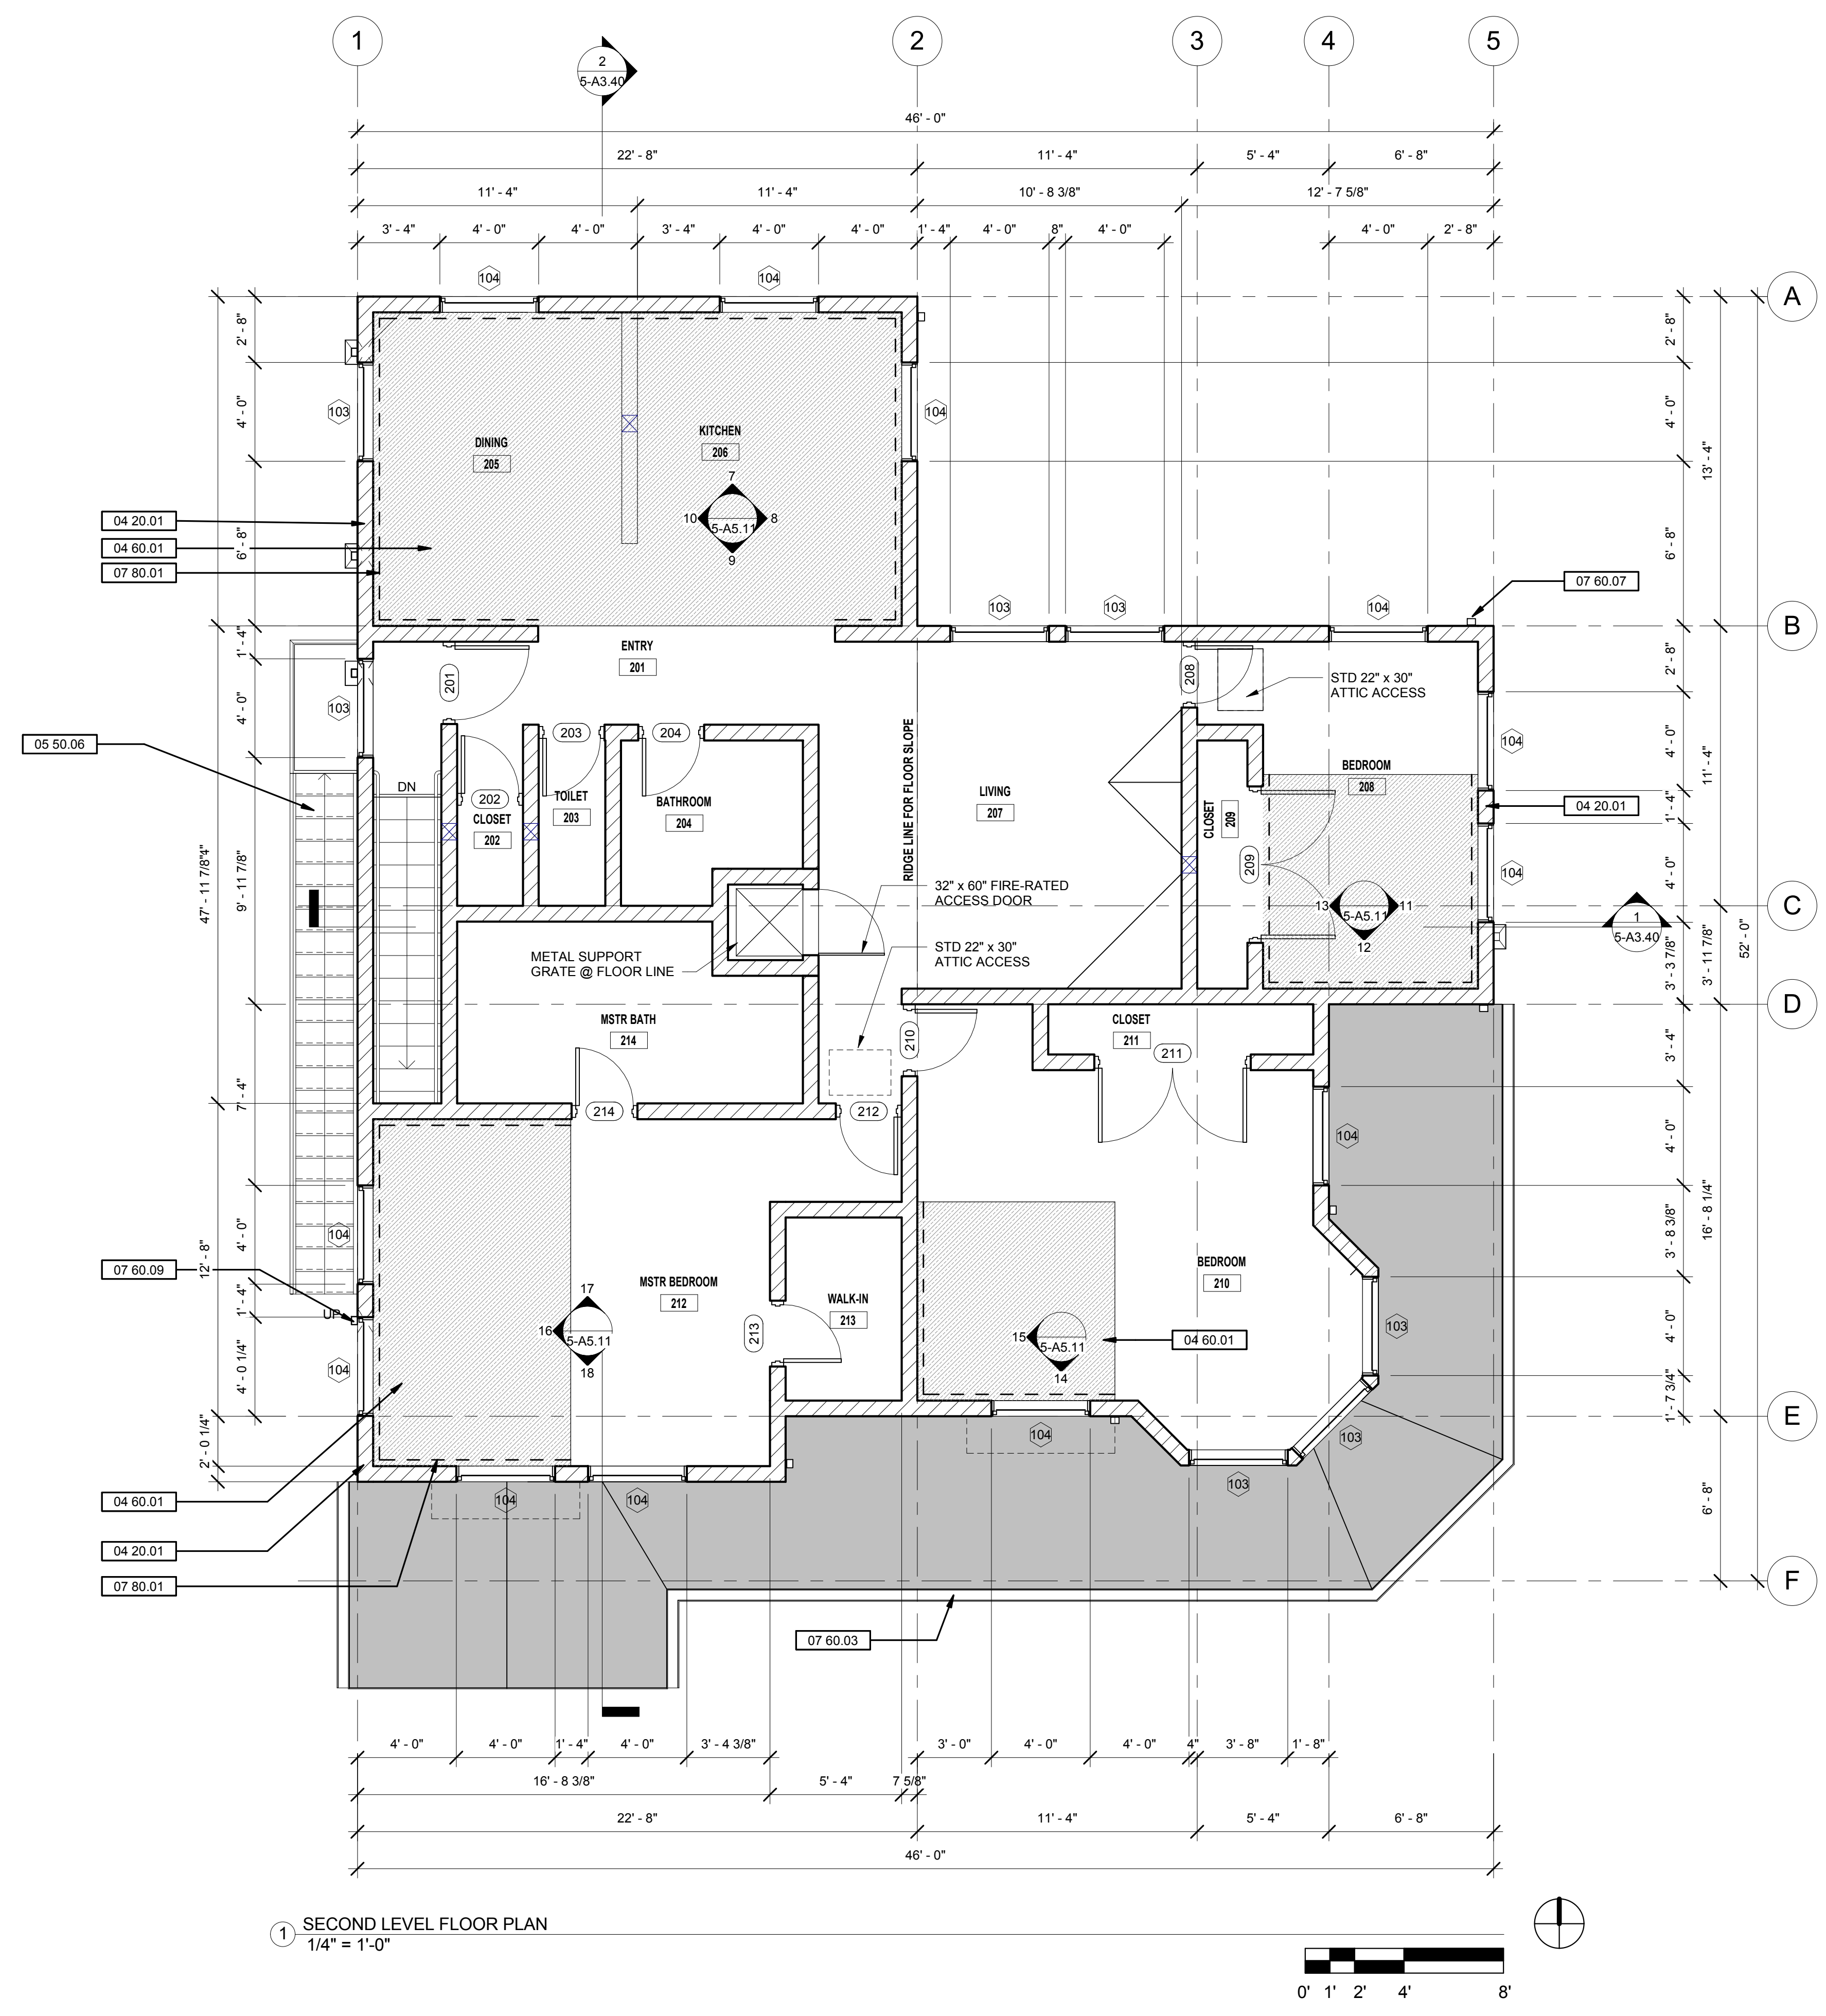 1
2
3
4
5
2
5-A3.40
46' - 0"
22' - 8"
11' - 4"
5' - 4"
6' - 8"
11' - 4"
11' - 4"
10' - 8 3/8"
12' - 7 5/8"
3' - 4"
4' - 0"
4' - 0"
3' - 4"
4' - 0"
4' - 0"
1' - 4"
4' - 0"
8"
4' - 0"
4' - 0"
2' - 8"
104
104
A
2' - 8"
2' - 8"
4' - 0"
103
104
4' - 0"
13' - 4"
DINING
205
KITCHEN
206
7
10
5-A5.11
8
9
04 20.01
04 60.01
07 80.01
6' - 8"
6' - 8"
07 60.07
103
103
104
B
1' - 4"
ENTRY
201
201
208
2' - 8"
STD 22" x 30"
ATTIC ACCESS
4' - 0"
103
05 50.06
203
204
104
4' - 0"
11' - 4"
DN
202
CLOSET
202
TOILET
203
BATHROOM
204
RIDGE LINE FOR FLOOR SLOPE
LIVING
207
CLOSET
209
209
BEDROOM
208
04 20.01
1' - 4"
47' - 11 7/8"4"
9' - 11 7/8"
32" x 60" FIRE-RATED
ACCESS DOOR
104
4' - 0"
13
5-A5.11
11
12
1
5-A3.40
C
METAL SUPPORT
GRATE @ FLOOR LINE
STD 22" x 30"
ATTIC ACCESS
3' - 3 7/8"
3' - 11 7/8"
52' - 0"
D
MSTR BATH
214
210
CLOSET
211
211
3' - 4"
7' - 4"
214
212
104
4' - 0"
16' - 8 1/4"
104
4' - 0"
12' - 8"
3' - 8 3/8"
07 60.09
MSTR BEDROOM
212
17
16
5-A5.11
18
WALK-IN
213
213
BEDROOM
210
1' - 4"
UP
15
5-A5.11
14
04 60.01
103
4' - 0"
104
4' - 0 1/4"
1' - 7 3/4"
E
2' - 0 1/4"
104
103
103
04 60.01
104
104
6' - 8"
04 20.01
07 80.01
F
07 60.03
4' - 0"
4' - 0"
1' - 4"
4' - 0"
3' - 4 3/8"
3' - 0"
4' - 0"
4' - 0"
4"
3' - 8"
1' - 8"
16' - 8 3/8"
5' - 4"
7 5/8"
22' - 8"
11' - 4"
5' - 4"
6' - 8"
46' - 0"
1
SECOND LEVEL FLOOR PLAN
1/4" = 1'-0"
0' 1' 2' 4' 8'